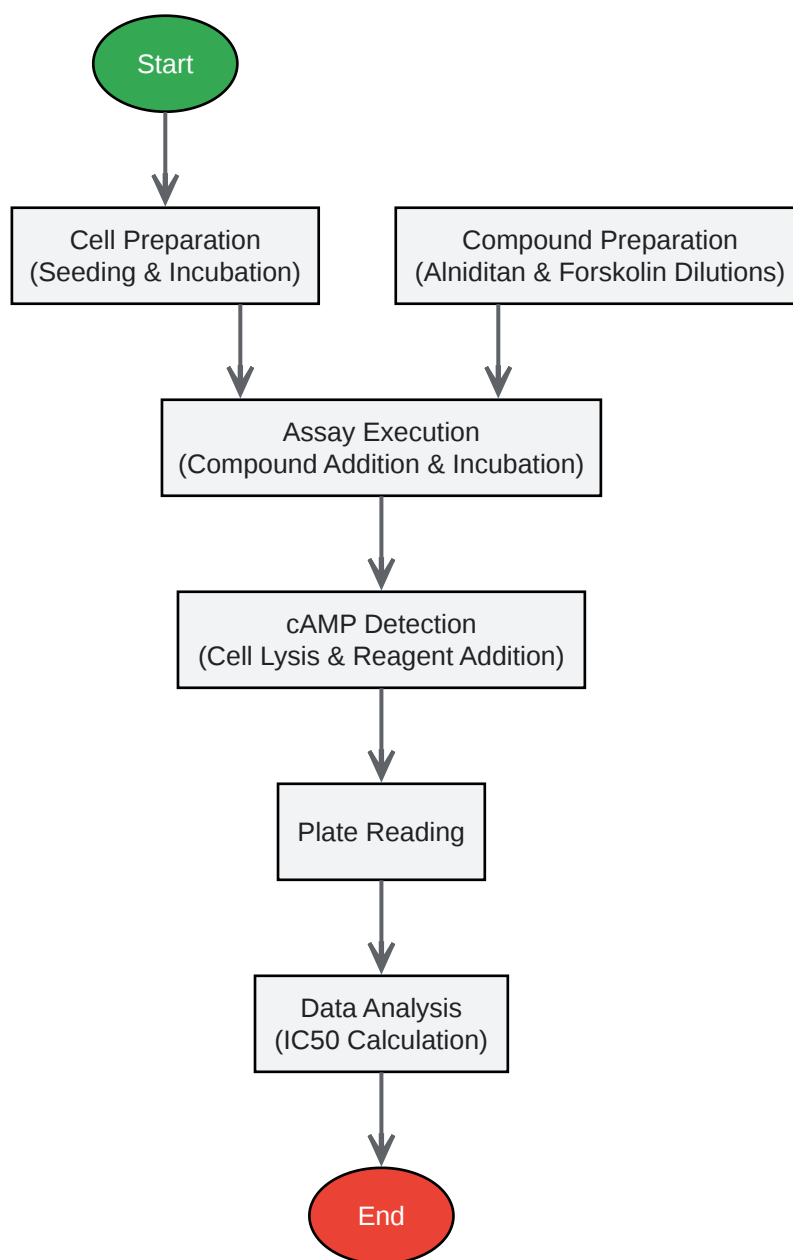 Start
Cell Preparation
(Seeding & Incubation)
Compound Preparation
(Alniditan & Forskolin Dilutions)
Assay Execution
(Compound Addition & Incubation)
cAMP Detection
(Cell Lysis & Reagent Addition)
Plate Reading
Data Analysis
(IC50 Calculation)
End